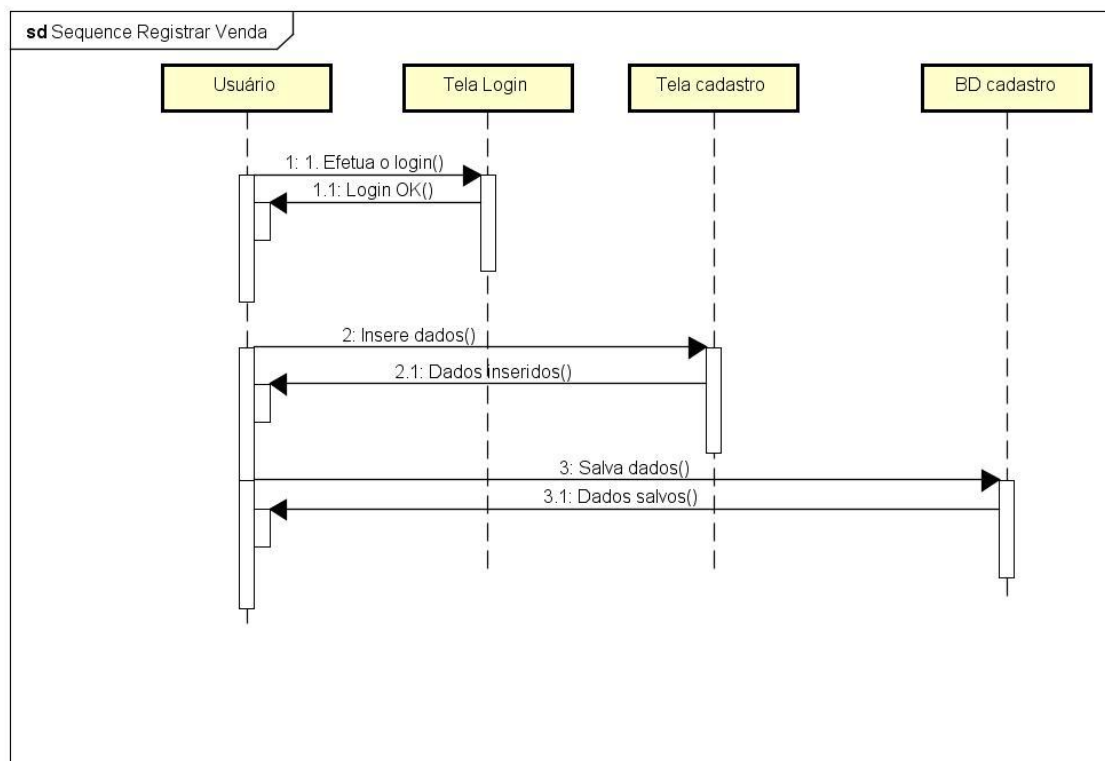 sd Sequence Registrar Venda
Usuário
Tela Login
Tela cadastro
BD cadastro
1: 1. Efetua o login()
1.1: Login OK()
2: Insere dados()
2.1: Dados inseridos()
3: Salva dados()
3.1: Dados salvos()